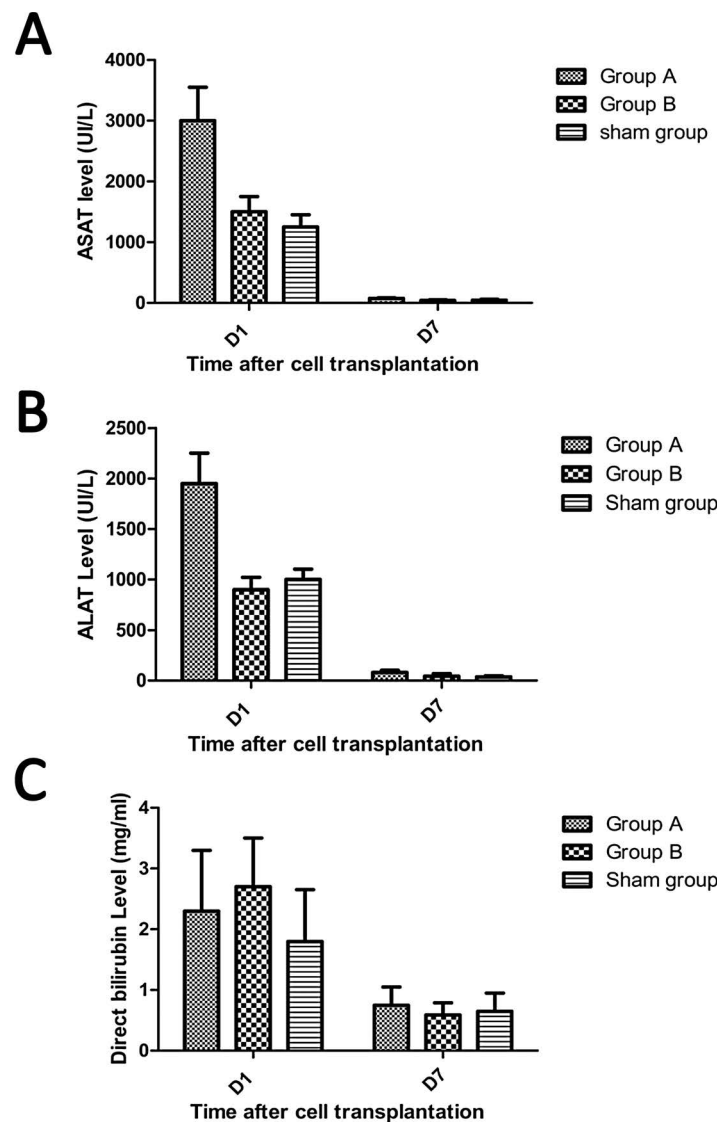 A
ASAT level (UI/L)
4000
3000
2000
1000
0
D1
D7
Time after cell transplantation
Group A
Group B
sham group
B
ALAT Level (UI/L)
2500
2000
1500
1000
500
0
D1
D7
Time after cell transplantation
Group A
Group B
Sham group
C
Direct bilirubin Level (mg/ml)
4
3
2
1
0
D1
D7
Time after cell transplantation
Group A
Group B
Sham group